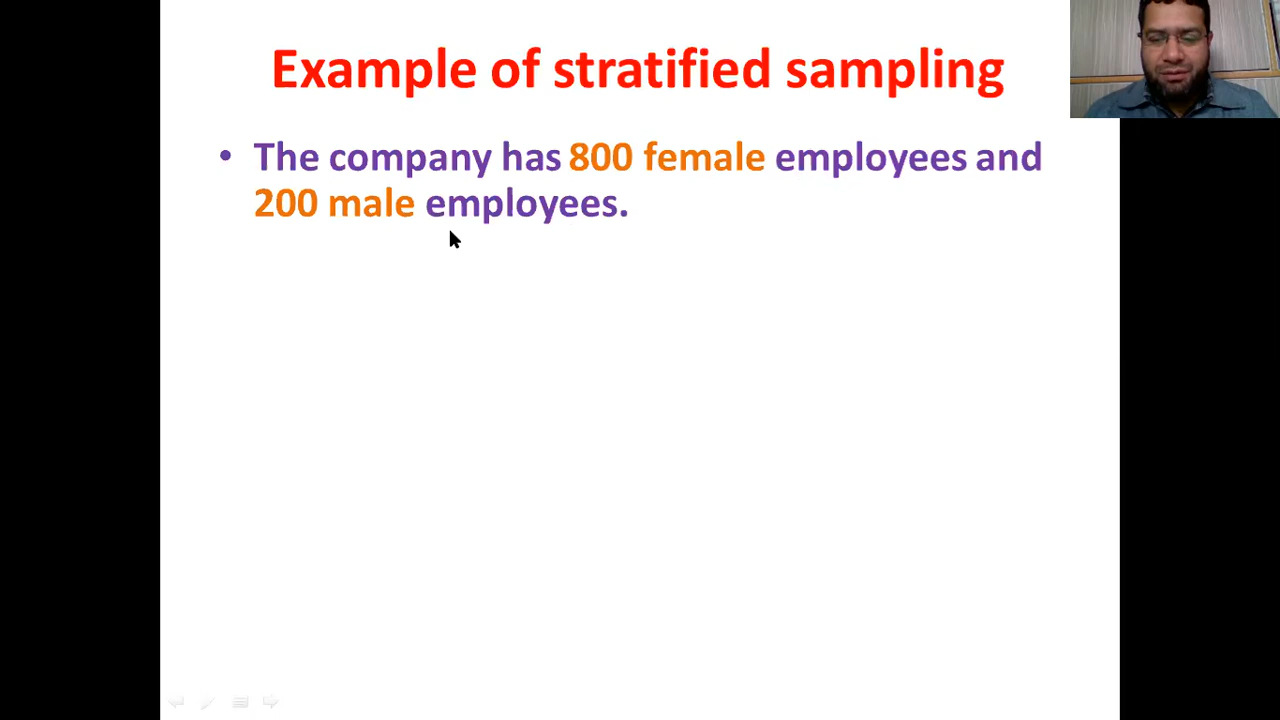 Example of stratified sampling
• The company has 800 female employees and
200 male employees.